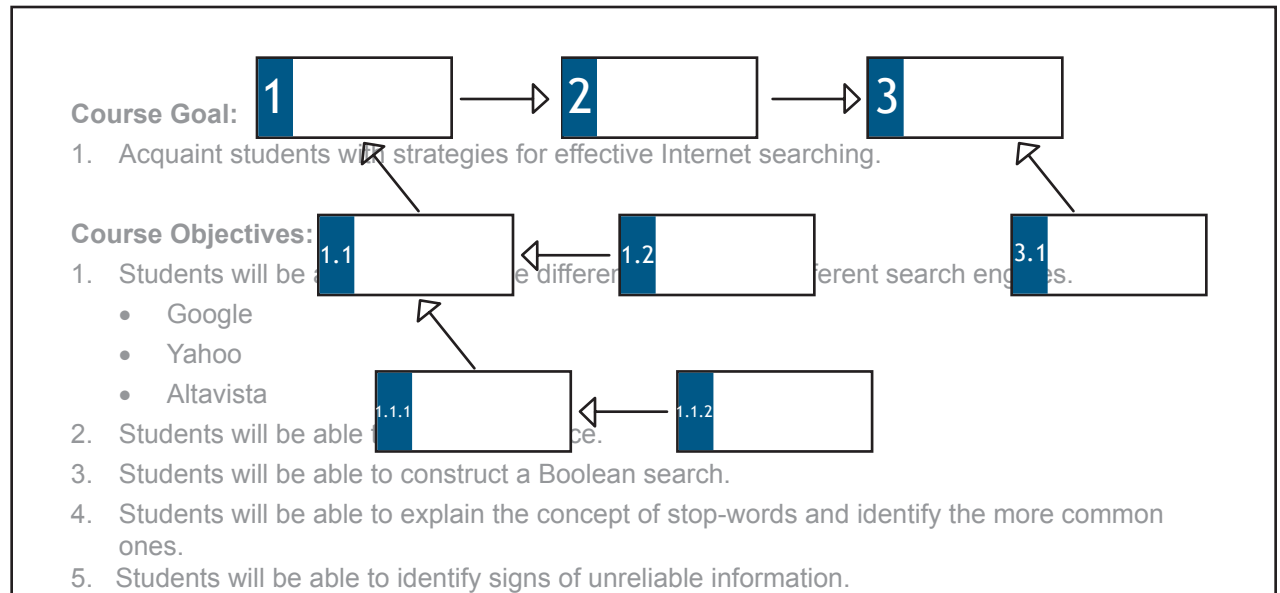 1 2 3
Course Goal:
1. Acquaint students with strategies for effective Internet searching.
Course Objectives:
1.1 1.2 3.1
1. Students will be differen ferent search engines.
• Google
• Yahoo
• Altavista
1.1.1 1.1.2
2. Students will be able ce.
3. Students will be able to construct a Boolean search.
4. Students will be able to explain the concept of stop-words and identify the more common
ones.
5. Students will be able to identify signs of unreliable information.